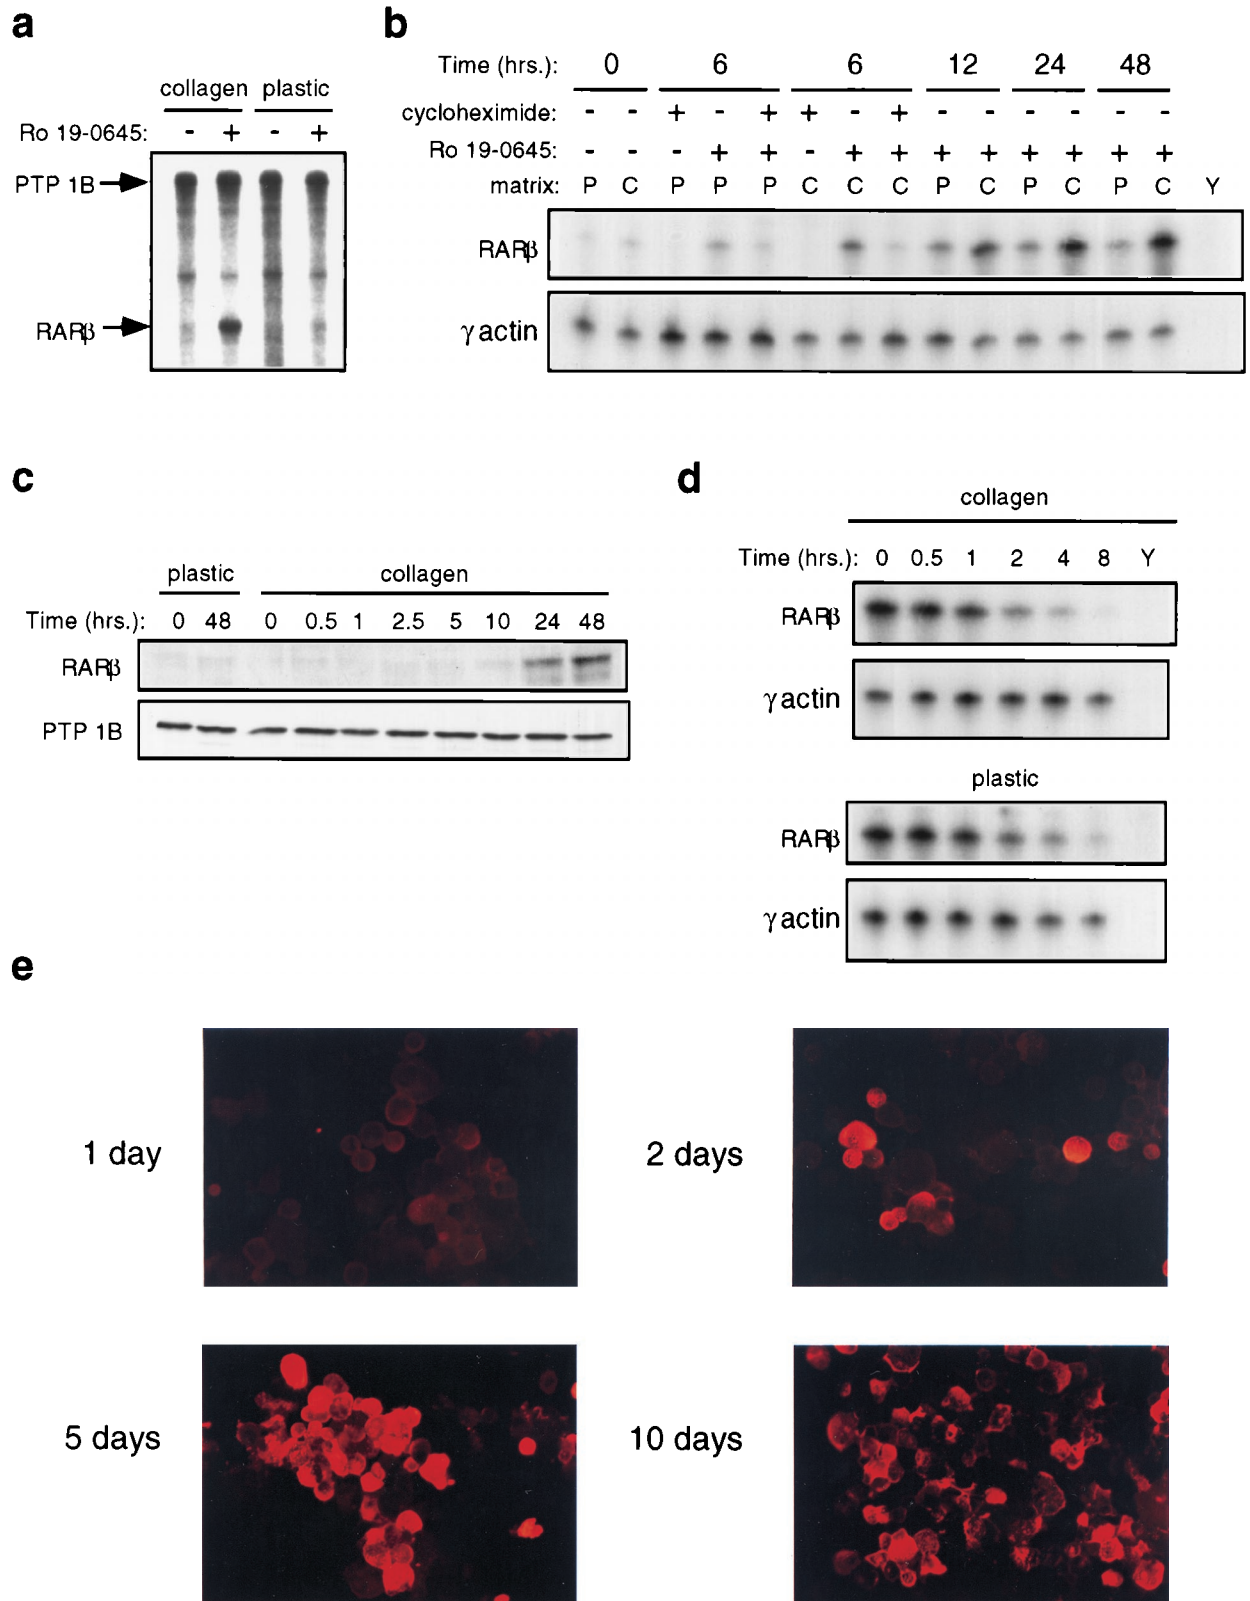 a
collagen plastic
Ro 19-0645: - + - +
PTP 1B
RARβ
b
Time (hrs.): 0 6 6 12 24 48
cycloheximide: - - + - + + - + - - - - - -
Ro 19-0645: - - - + + - + + + + + + + +
matrix: P C P P P C C C P C P C P C Y
RARβ
γ actin
c
plastic collagen
Time (hrs.): 0 48 0 0.5 1 2.5 5 10 24 48
RARβ
PTP 1B
d
collagen
Time (hrs.): 0 0.5 1 2 4 8 Y
RARβ
γ actin
plastic
RARβ
γ actin
e
1 day
2 days
5 days
10 days